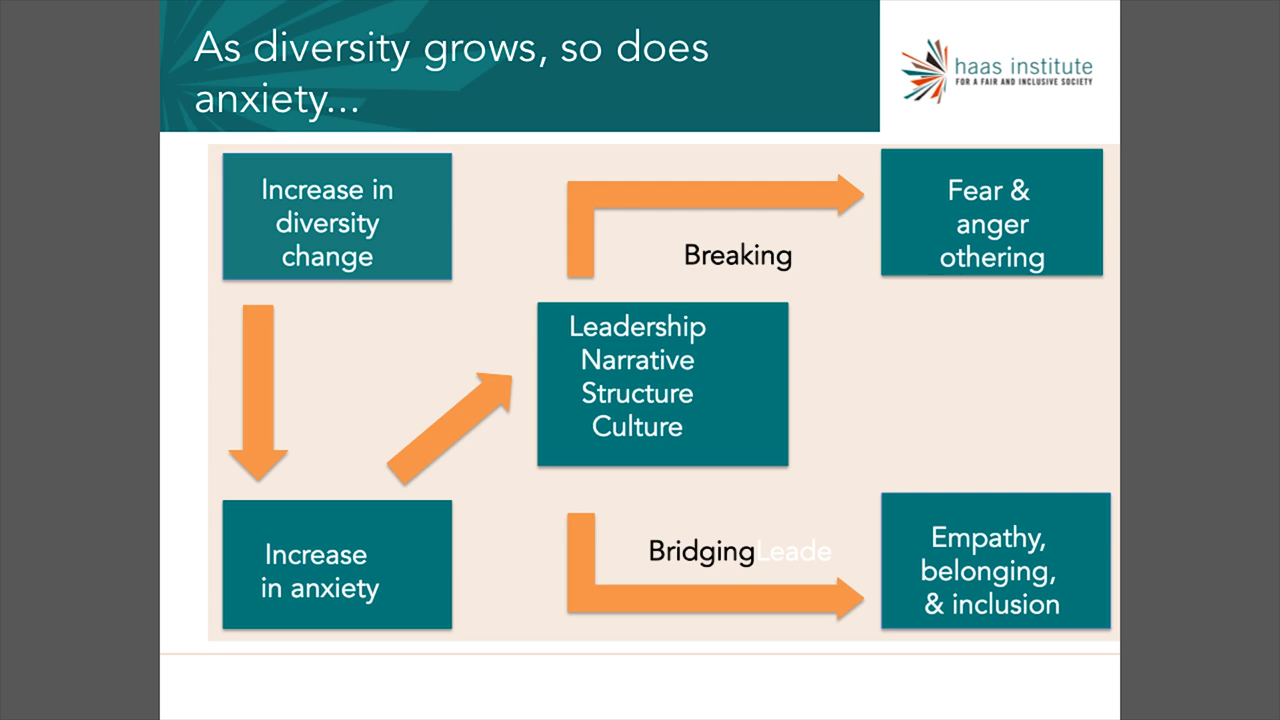 As diversity grows, so does
anxiety...
haas institute
FOR A FAIR AND INCLUSIVE SOCIETY
Increase in
diversity
change
Breaking
Fear &
anger
othering
Leadership
Narrative
Structure
Culture
Increase
in anxiety
BridgingLeade
Empathy,
belonging,
& inclusion